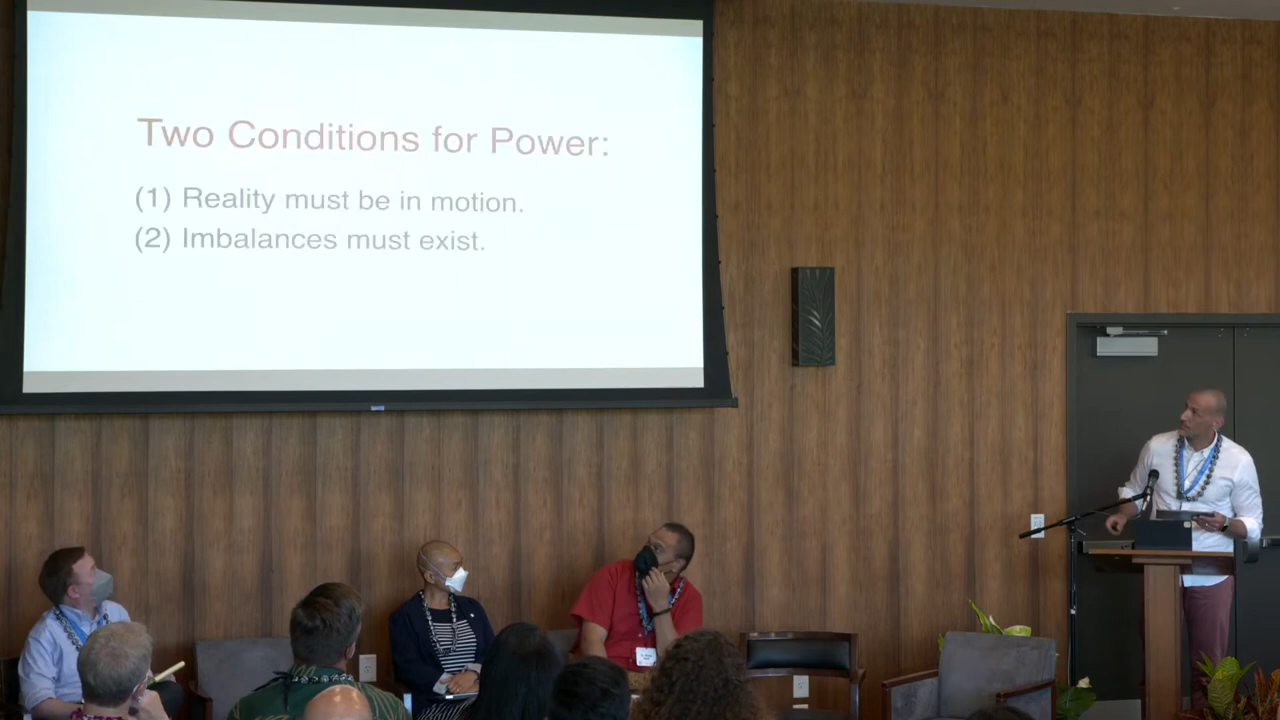 Two Conditions for Power:
(1) Reality must be in motion.
(2) Imbalances must exist.